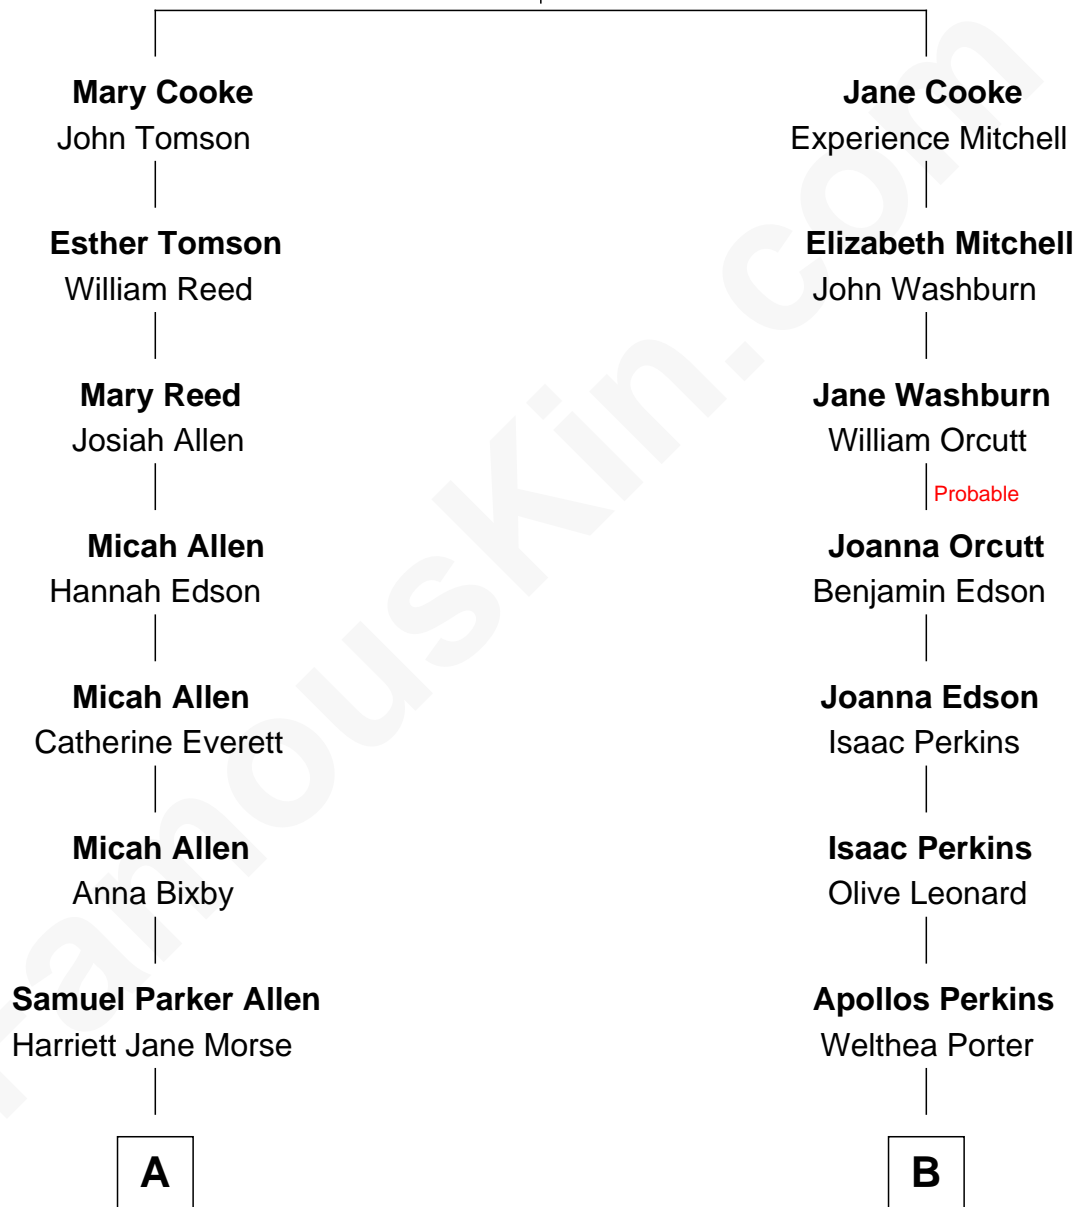 Mary Cooke
John Tomson
Jane Cooke
Experience Mitchell
Esther Tomson
William Reed
Elizabeth Mitchell
John Washburn
Mary Reed
Josiah Allen
Jane Washburn
William Orcutt
Probable
Micah Allen
Hannah Edson
Joanna Orcutt
Benjamin Edson
Micah Allen
Catherine Everett
Joanna Edson
Isaac Perkins
Micah Allen
Anna Bixby
Isaac Perkins
Olive Leonard
Samuel Parker Allen
Harriett Jane Morse
Apollos Perkins
Welthea Porter
A
B
FamousKin.com